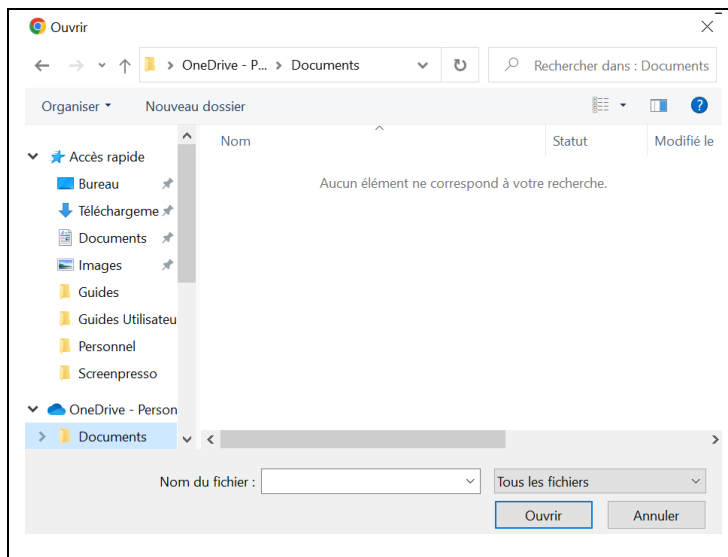 Ouvrir
OneDrive - P... > Documents
Rechercher dans : Documents
Organiser
Nouveau dossier
Nom
Statut
Modifié le
Accès rapide
Aucun élément ne correspond à votre recherche.
Bureau
Téléchargeme
Documents
Images
Guides
Guides Utilisateu
Personnel
Screenpresso
OneDrive - Person
Documents
Nom du fichier :
Tous les fichiers
Ouvrir
Annuler